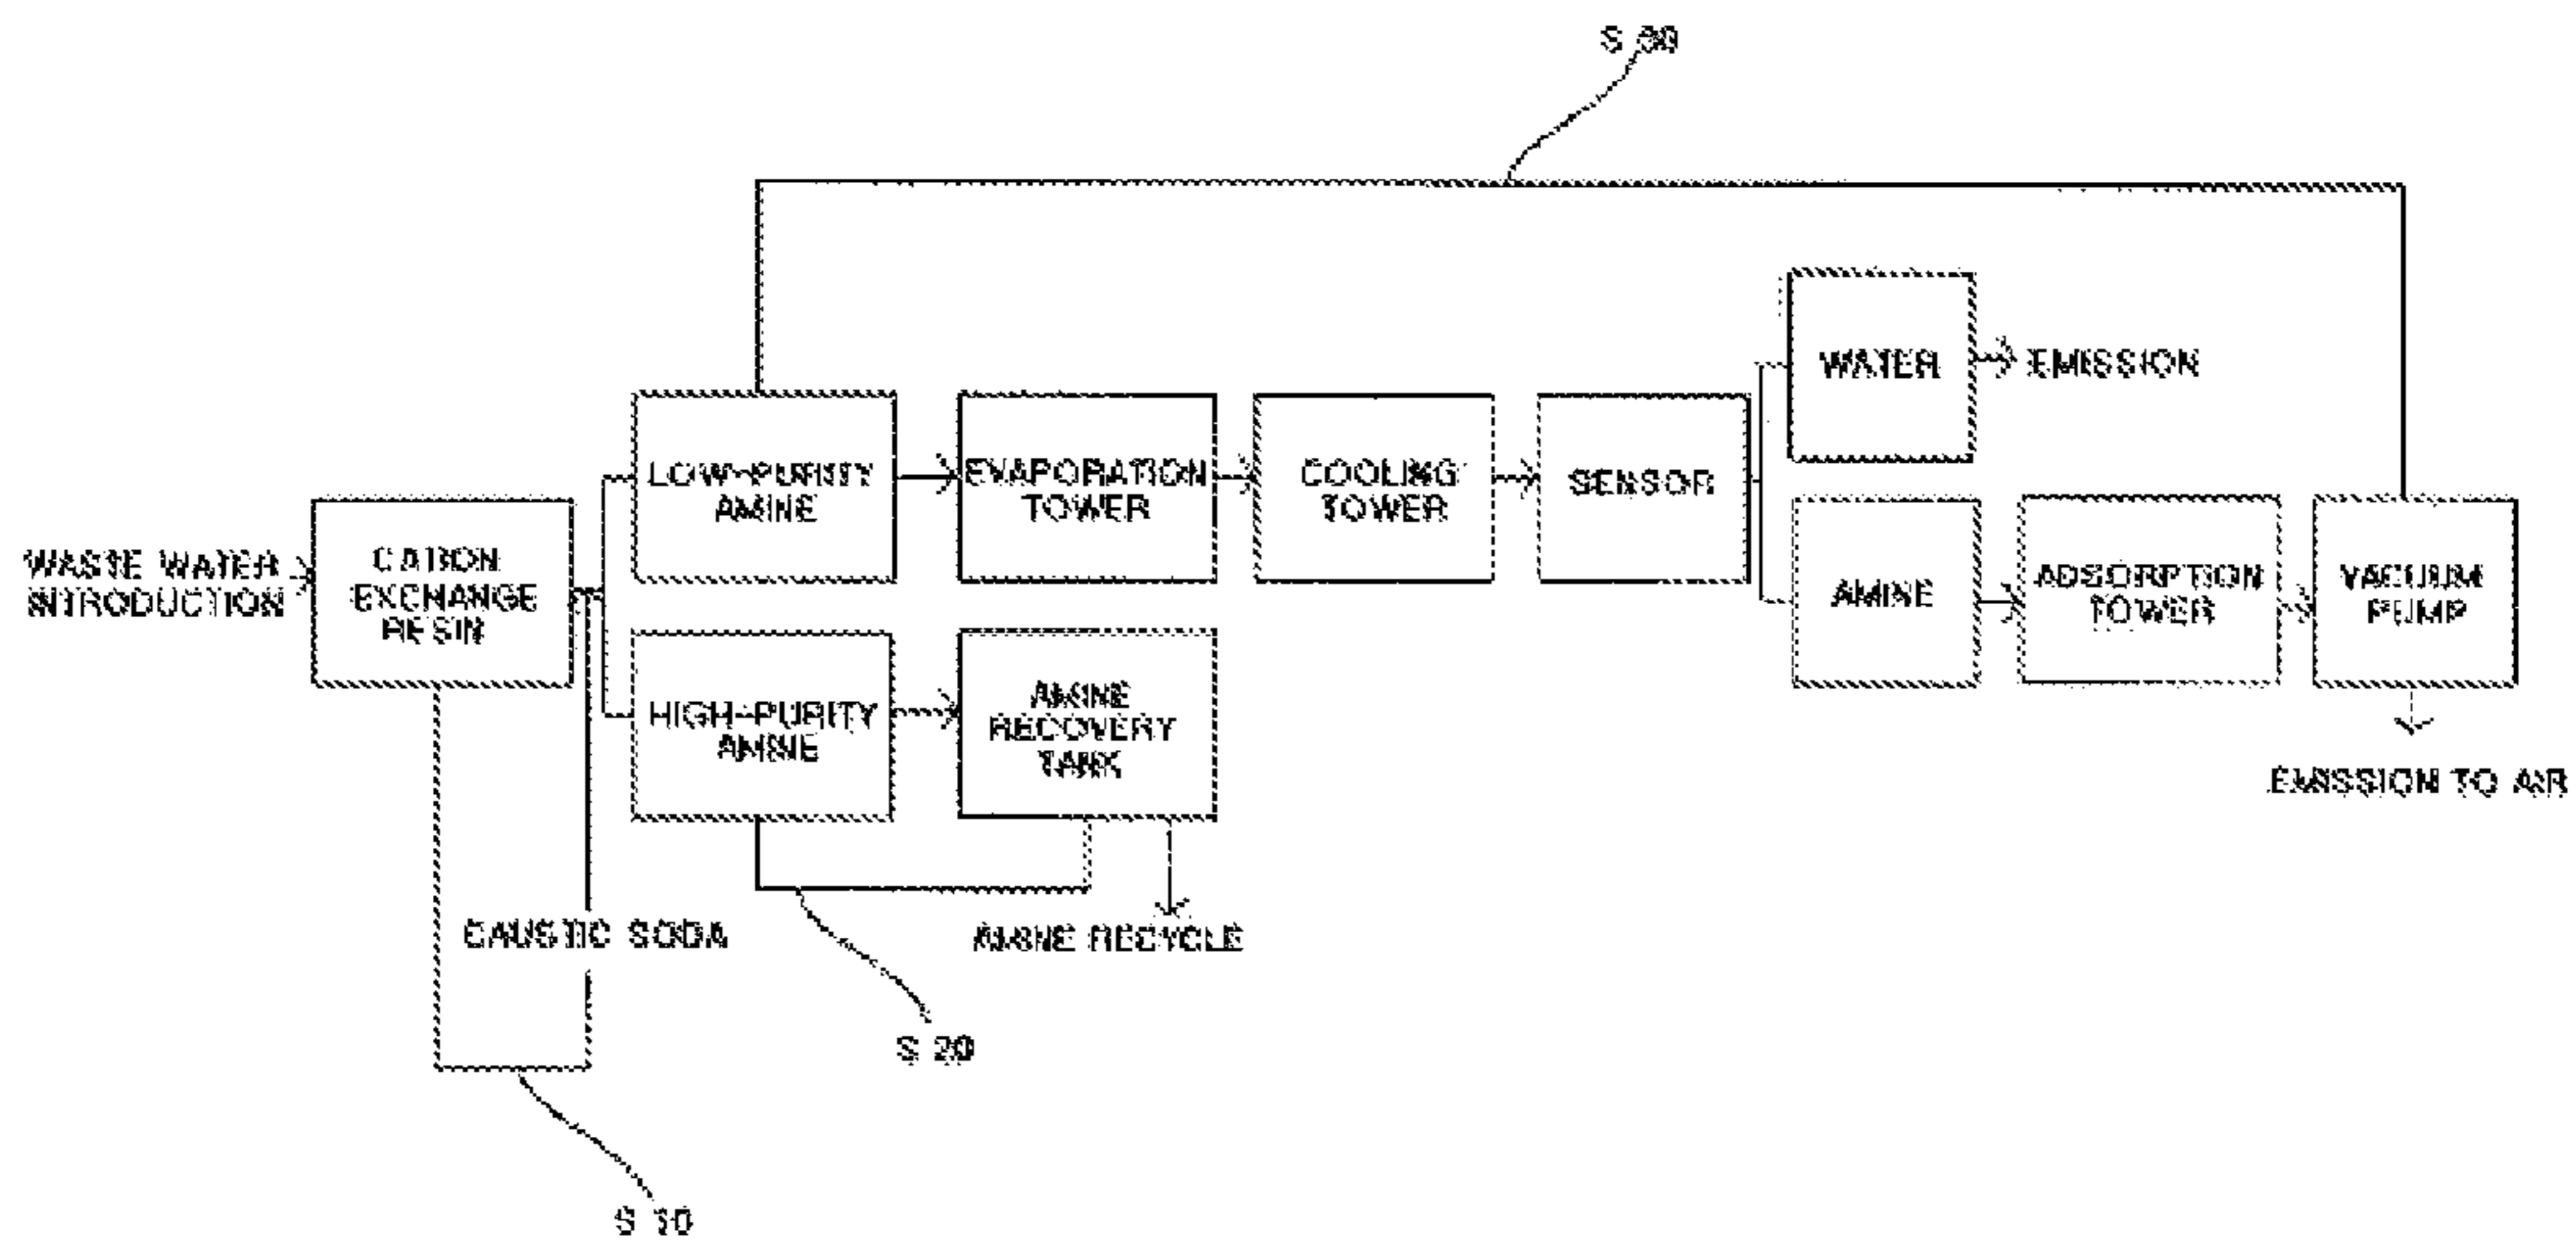 S 30
WATER
EMISSION
LOW-PURITY
AMINE
EVAPORATION
TOWER
COOLING
TOWER
SENSOR
WASTE WATER
INTRODUCTION
CATION
EXCHANGE
RESIN
AMINE
ADSORPTION
TOWER
VACUUM
PUMP
HIGH-PURITY
AMINE
AMINE
RECOVERY
TANK
EMISSION TO AIR
CAUSTIC SODA
AMINE RECYCLE
S 20
S 10